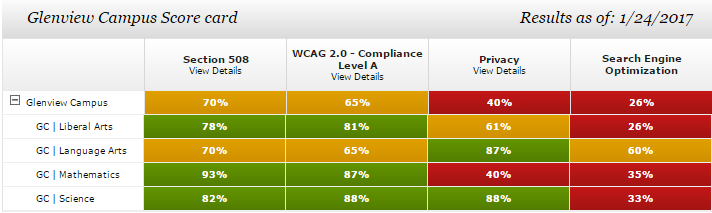 Glenview Campus Score card Results as of: 1/24/2017
Section 508 WCAG 2.0 - Compliance Level A Privacy Search Engine Optimization
View Details View Details View Details
Glenview Campus 70% 65% 40% 26%
GC | Liberal Arts 78% 81% 61% 26%
GC | Language Arts 70% 65% 87% 60%
GC | Mathematics 93% 87% 40% 35%
GC | Science 82% 88% 88% 33%